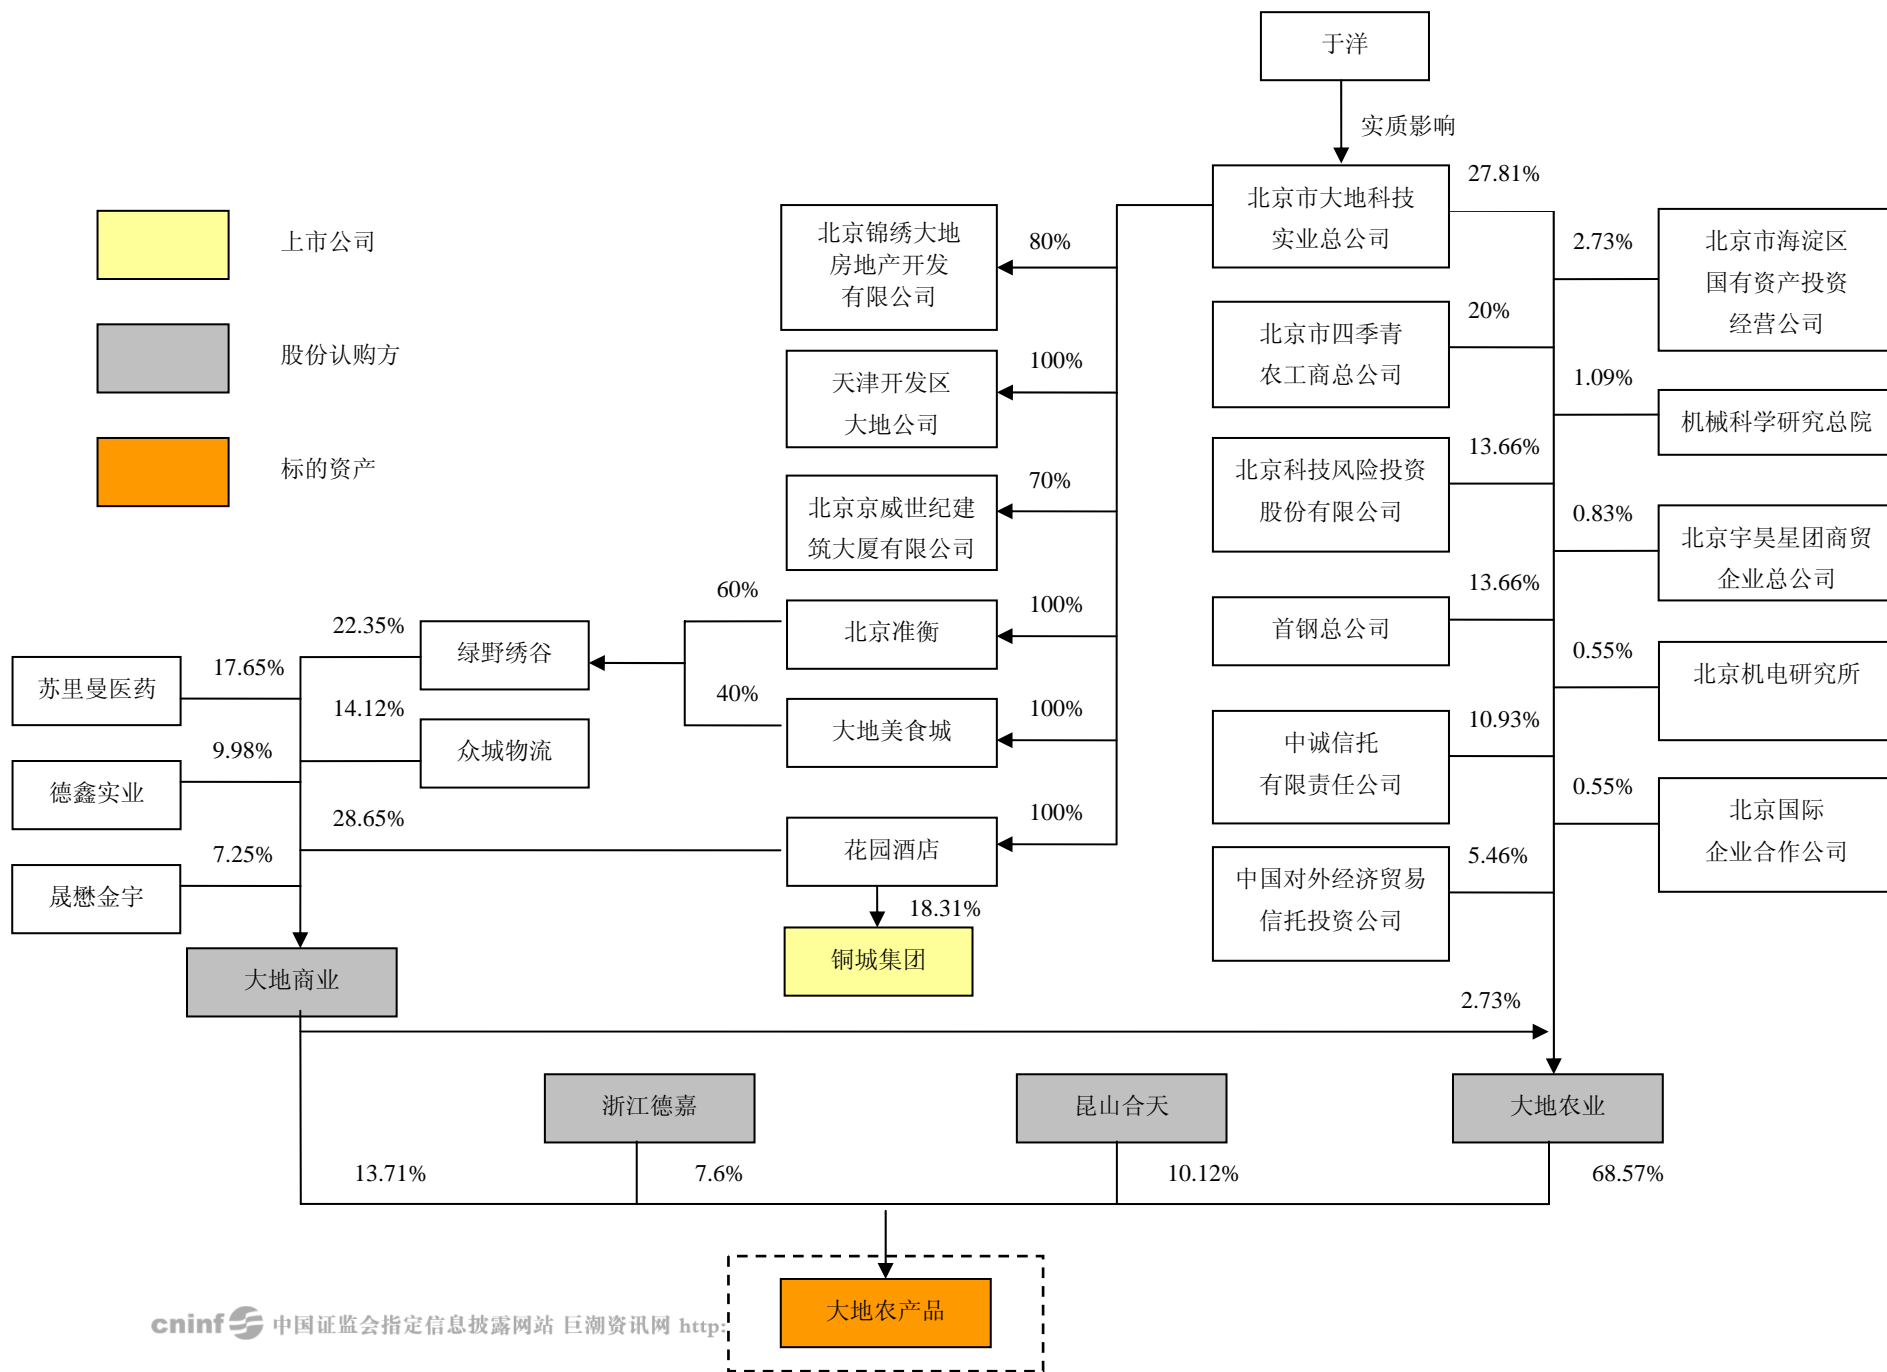 于洋
实质影响
27.81%
北京市大地科技
实业总公司
上市公司
股份认购方
标的资产
北京锦绣大地
房地产开发
有限公司
80%
天津开发区
大地公司
100%
北京京威世纪建
筑大厦有限公司
70%
北京准衡
100%
60%
大地美食城
100%
40%
花园酒店
100%
18.31%
铜城集团
绿野绣谷
22.35%
众城物流
14.12%
28.65%
苏里曼医药
17.65%
德鑫实业
9.98%
晟懋金宇
7.25%
大地商业
北京市四季青
农工商总公司
20%
北京科技风险投资
股份有限公司
13.66%
首钢总公司
13.66%
中诚信托
有限责任公司
10.93%
中国对外经济贸易
信托投资公司
5.46%
2.73%
北京市海淀区
国有资产投资
经营公司
2.73%
机械科学研究总院
1.09%
北京宇昊星团商贸
企业总公司
0.83%
北京机电研究所
0.55%
北京国际
企业合作公司
0.55%
浙江德嘉
昆山合天
大地农业
13.71%
7.6%
10.12%
68.57%
大地农产品
cninf 中国证监会指定信息披露网站 巨潮资讯网 http: